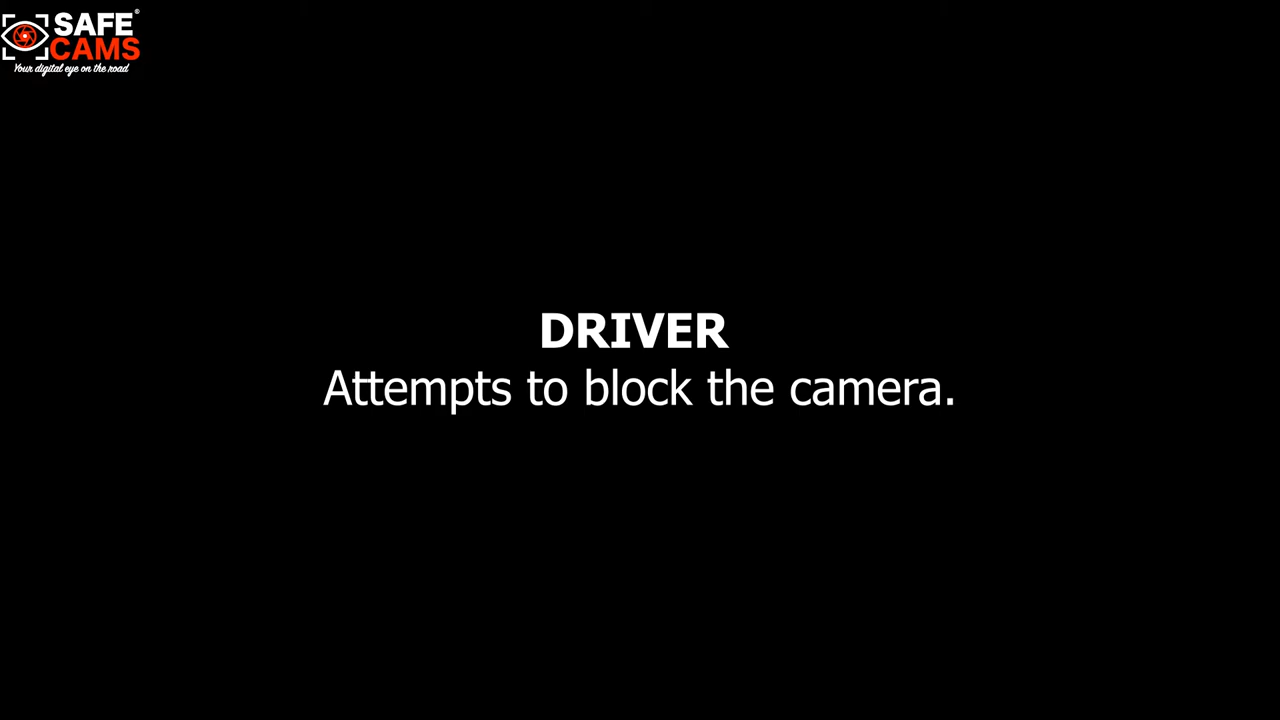 SAFE®
CAMS
Your digital eye on the road
DRIVER
Attempts to block the camera.